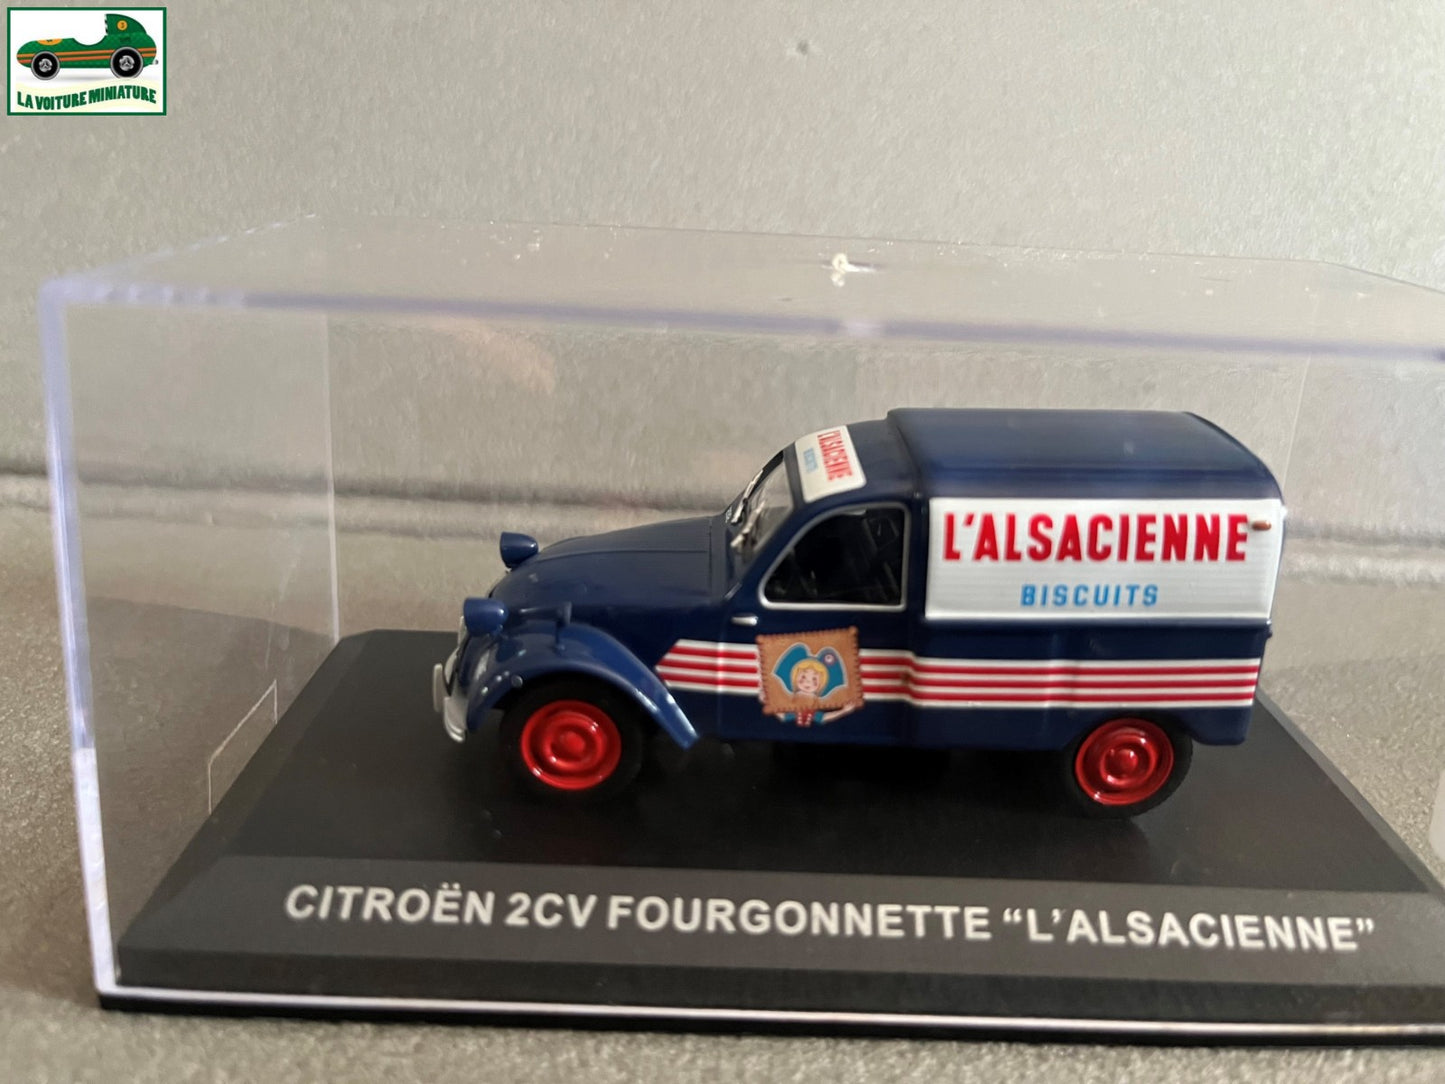 LA VOITURE MINIATURE
L'ALSACIENNE
BISCUITS
L'ALSACIENNE
BISCUITS
CITROËN 2CV FOURGONNETTE “L'ALSACIENNE”